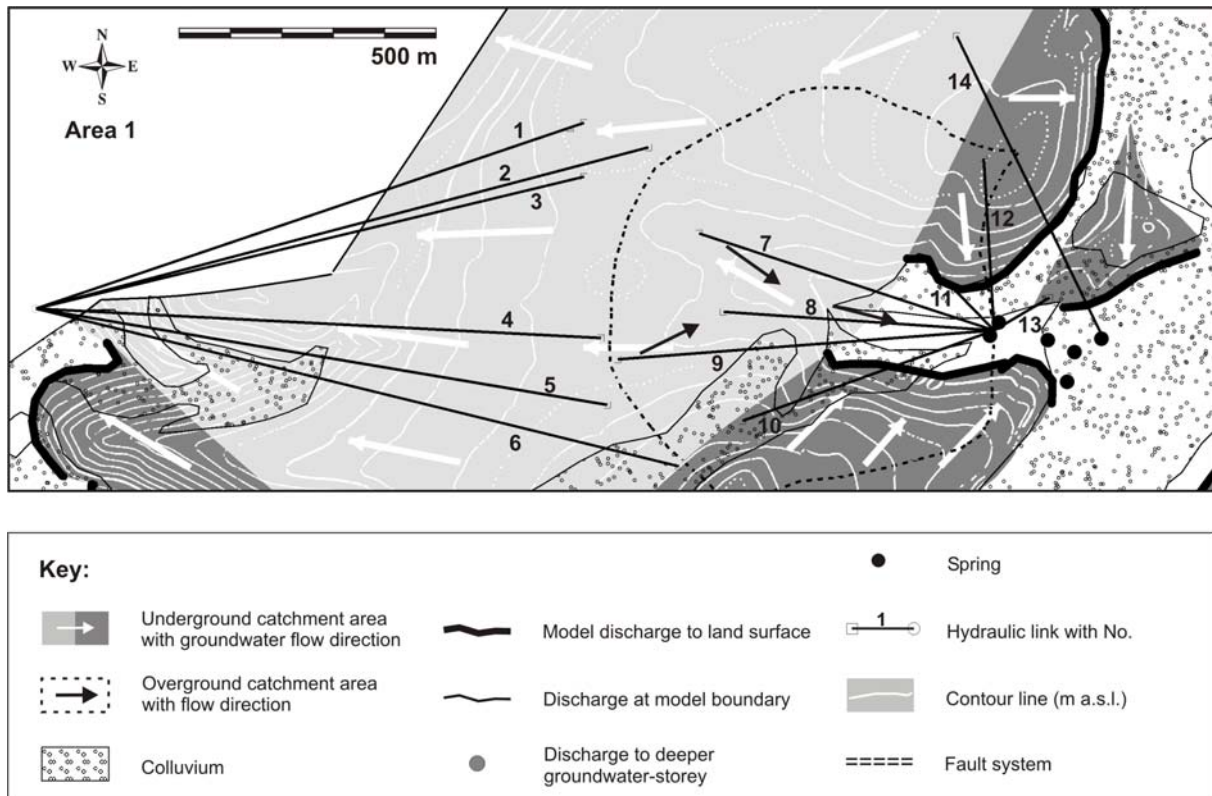 N
W E
S
500 m
Area 1
1
2
3
4
5
6
7
8
9
10
11
12
13
14
Key:
Underground catchment area
with groundwater flow direction
Overground catchment area
with flow direction
Colluvium
Model discharge to land surface
Discharge at model boundary
Discharge to deeper
groundwater-storey
Spring
1
Hydraulic link with No.
Contour line (m a.s.l.)
Fault system